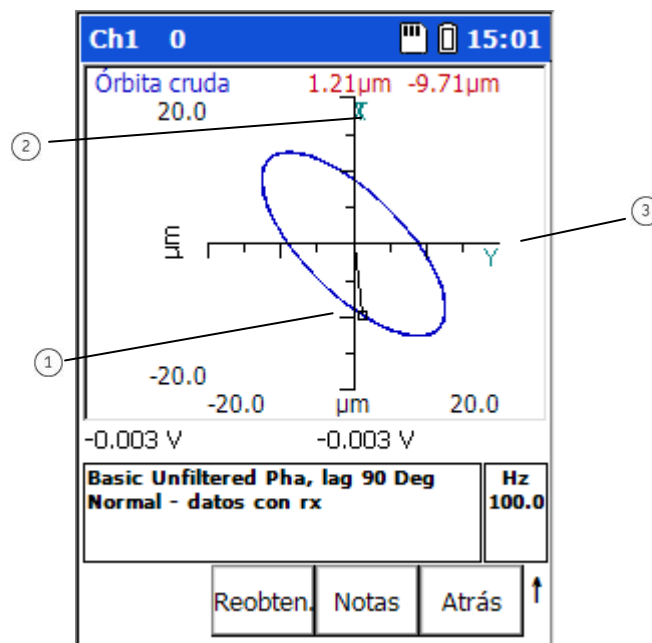 Ch1 0 15:01
Órbita cruda 1.21µm -9.71µm
20.0
X
2
3
µm
Y
1
-20.0
-20.0 µm 20.0
-0.003 V -0.003 V
Basic Unfiltered Pha, lag 90 Deg
Normal - datos con rx
Hz
100.0
Reobten. Notas Atrás